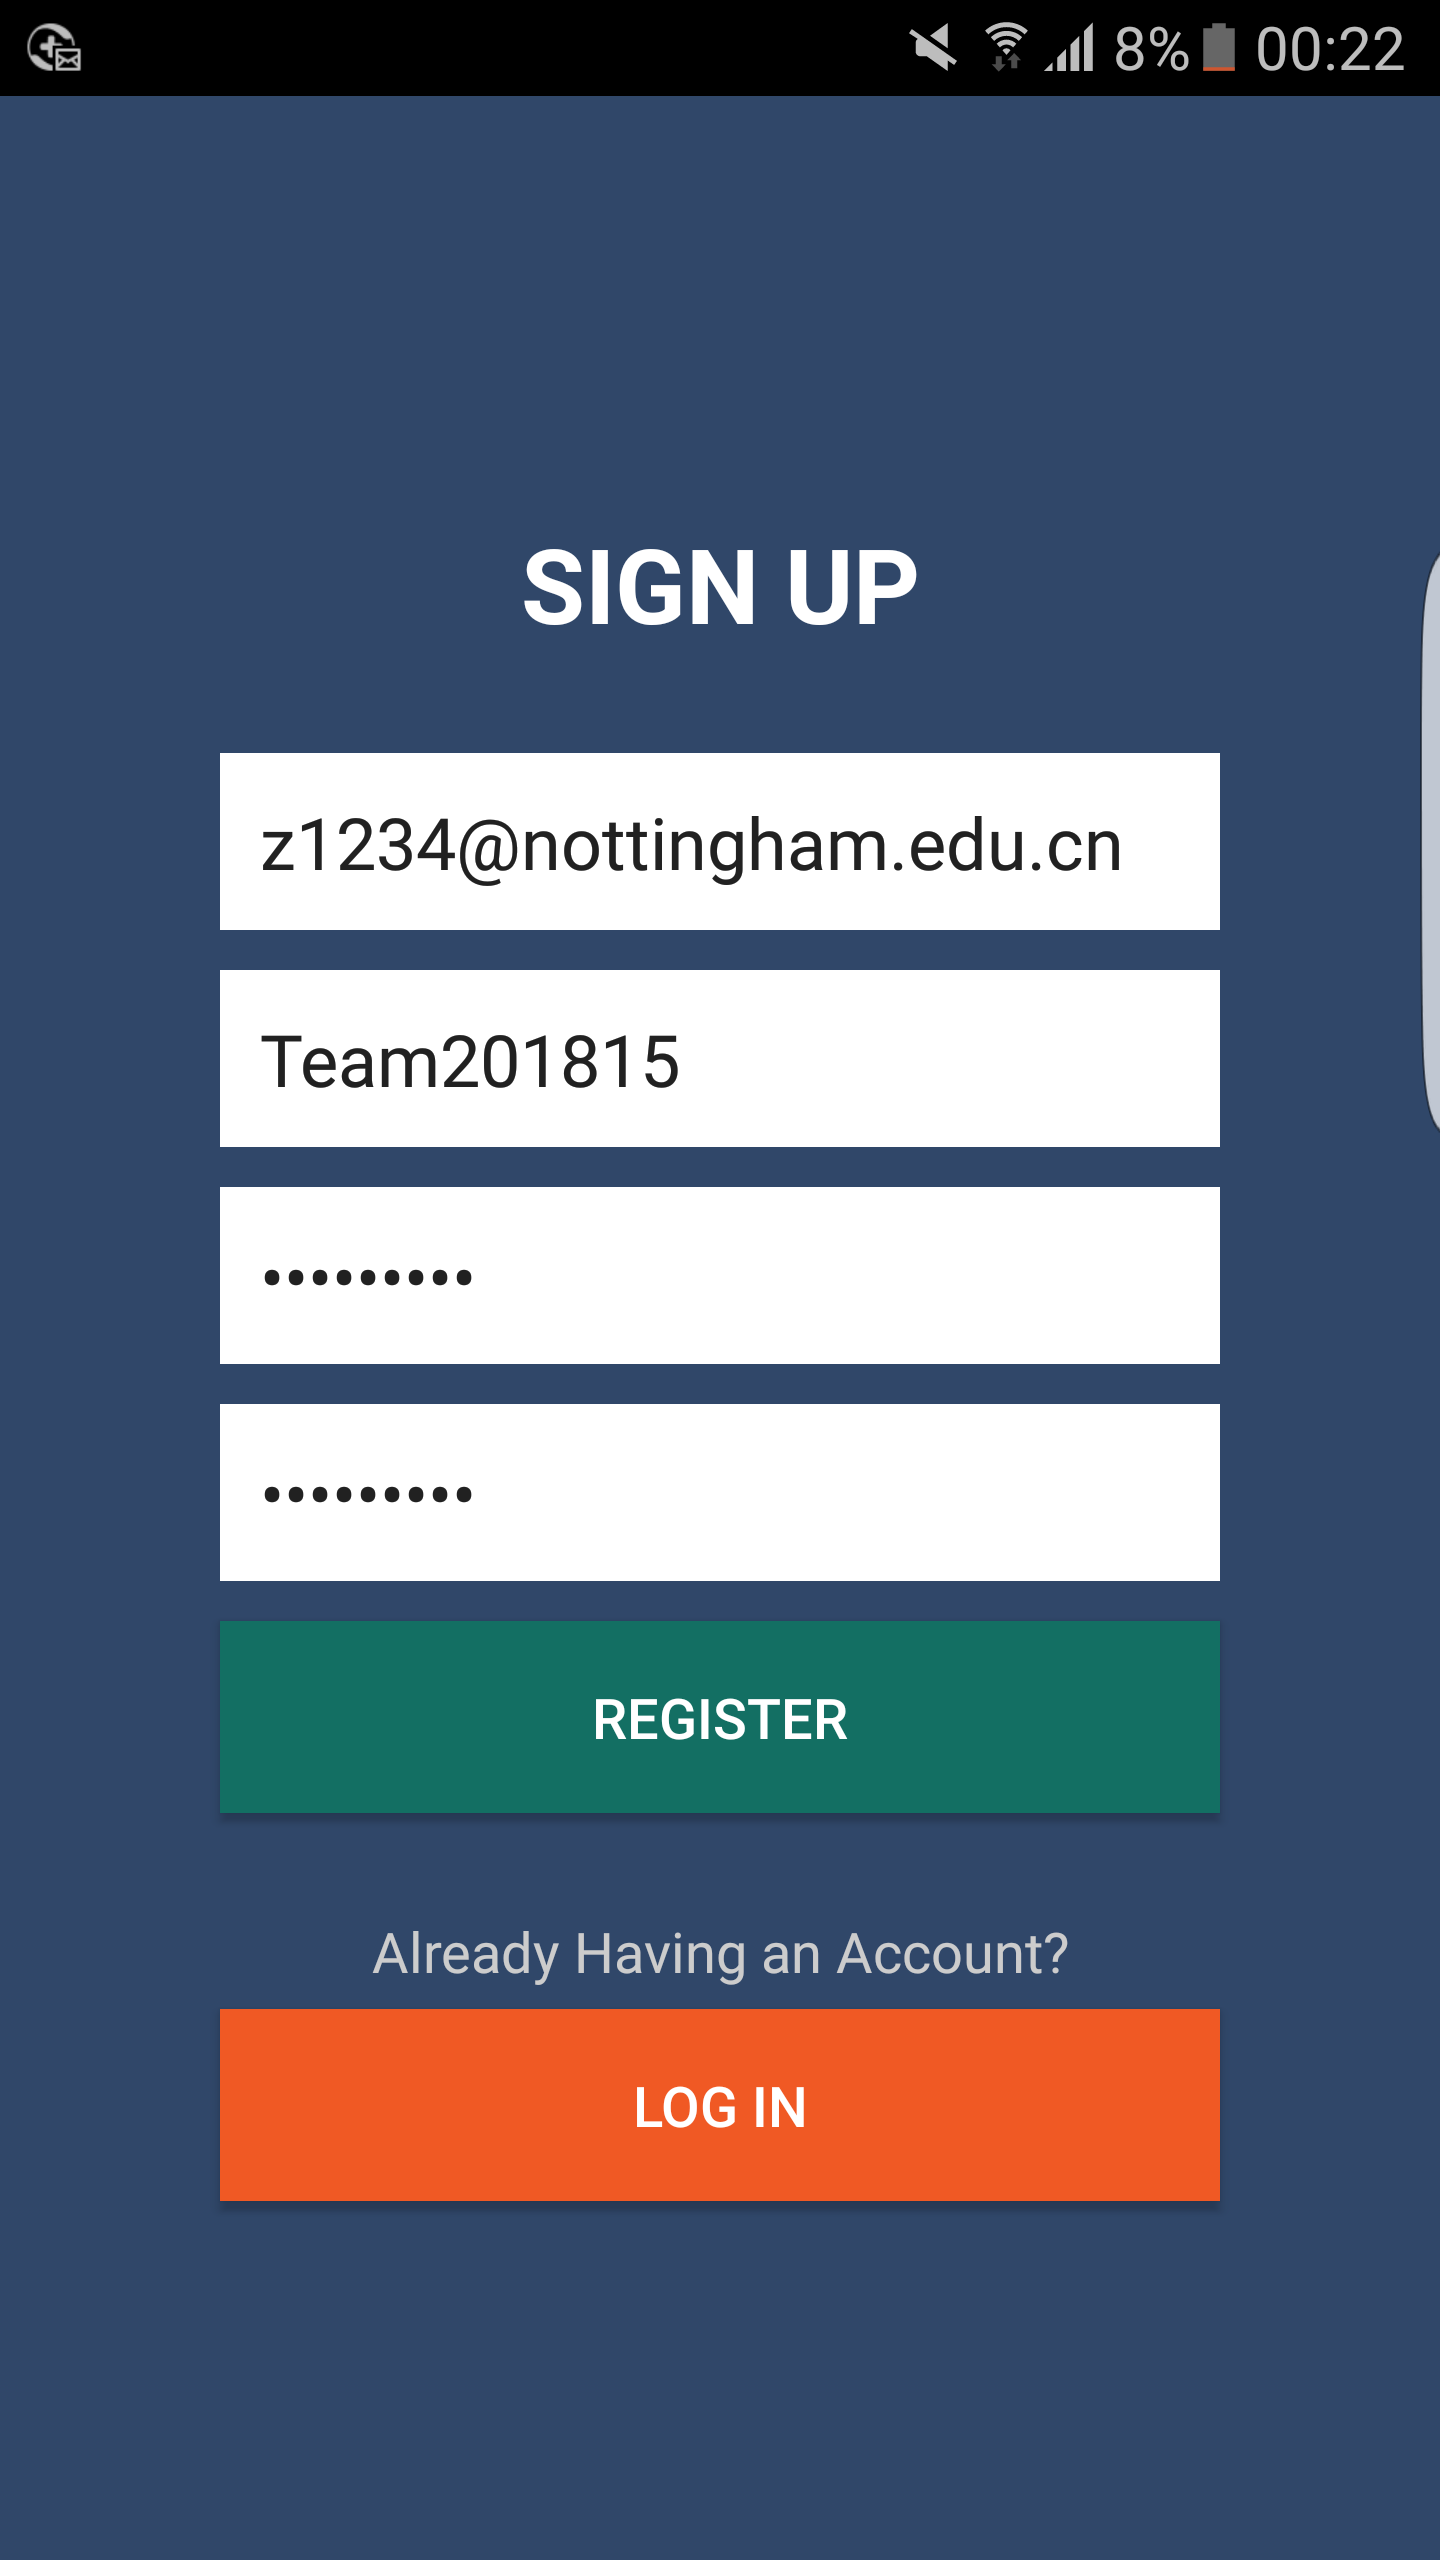 8% 00:22
SIGN UP
z1234@nottingham.edu.cn
Team201815
•••••••••
•••••••••
REGISTER
Already Having an Account?
LOG IN